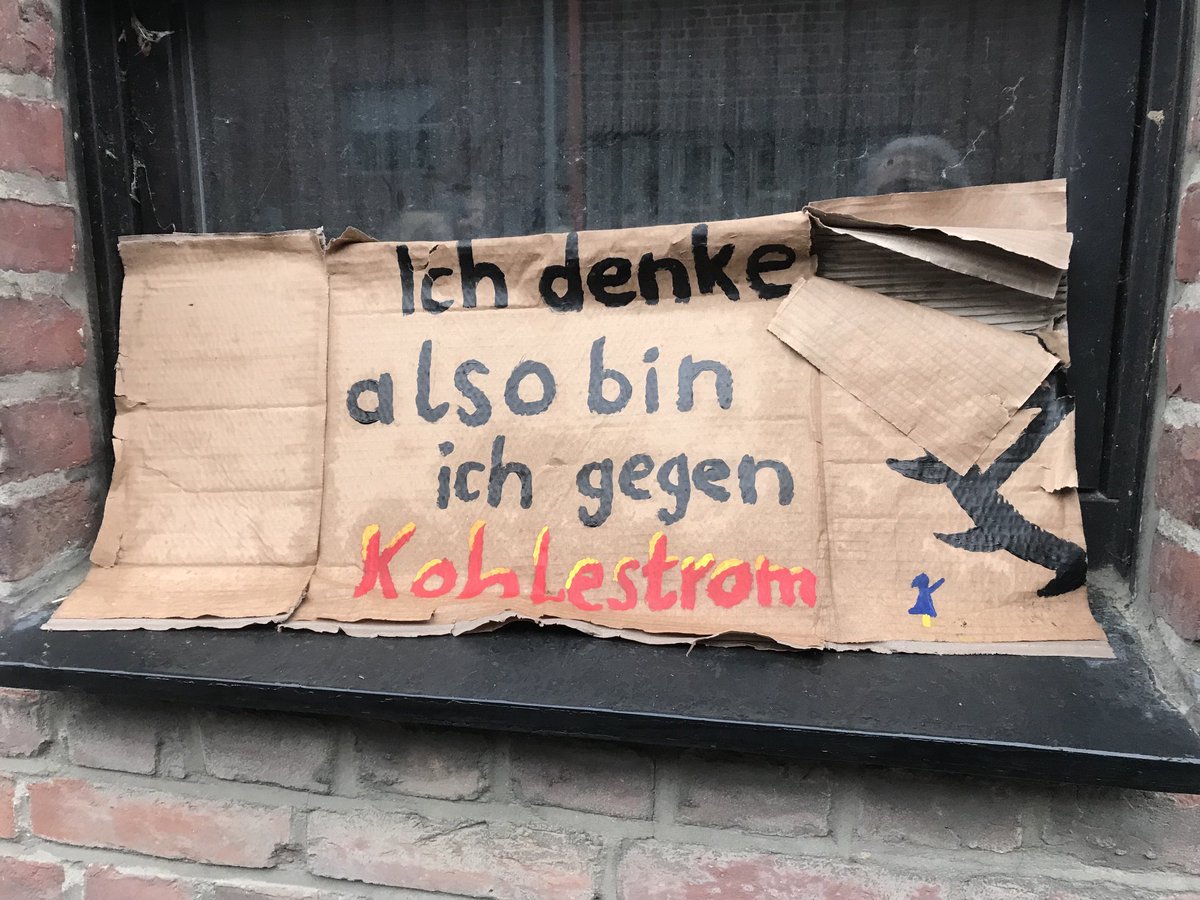 Ich denke
also bin
ich gegen
Kohlestrom